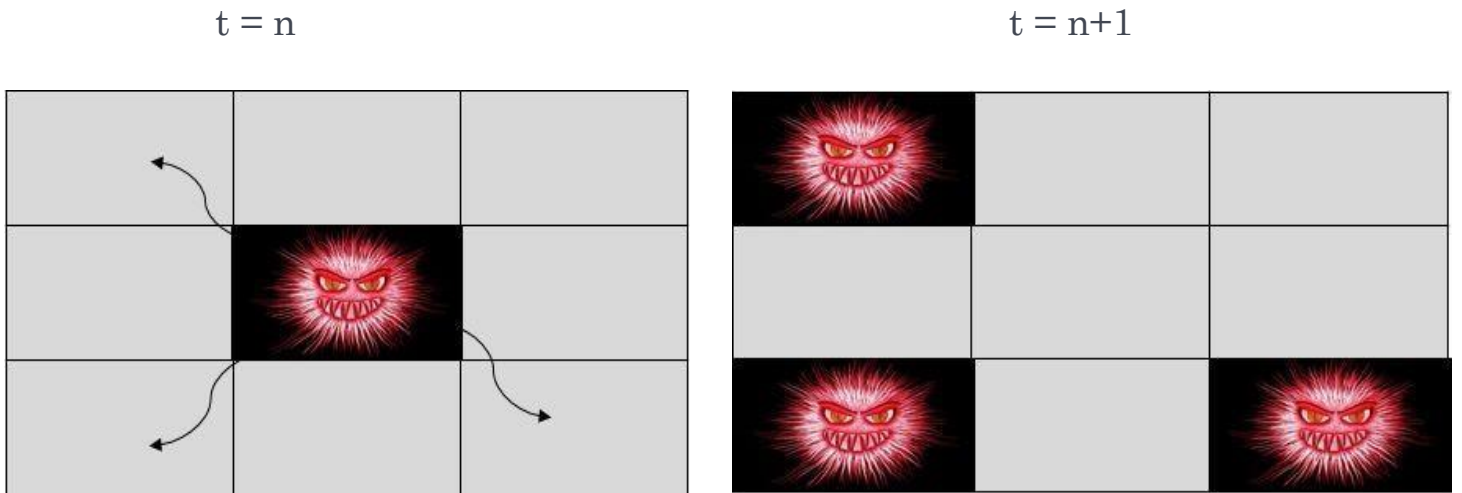 t = n
t = n+1